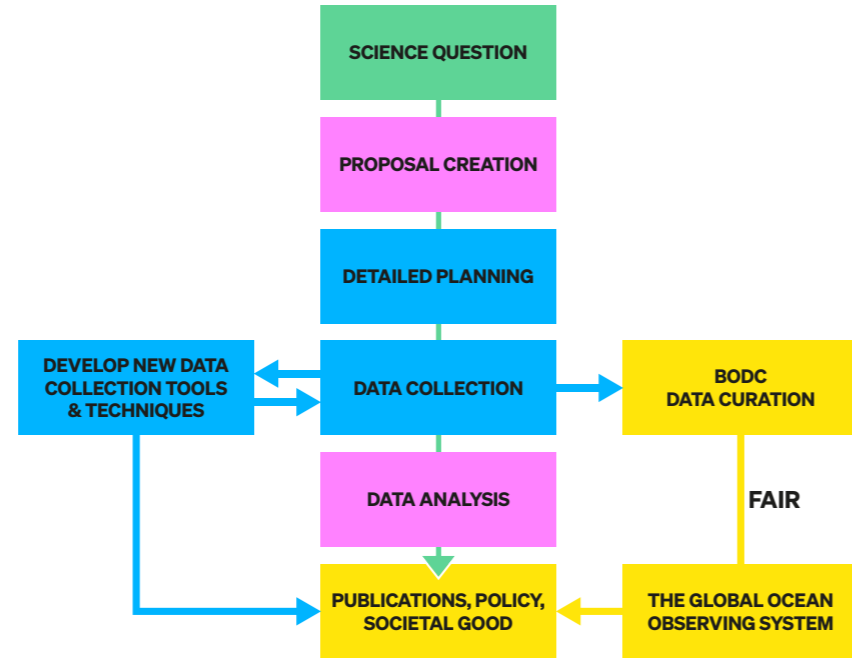 SCIENCE QUESTION
PROPOSAL CREATION
DETAILED PLANNING
DEVELOP NEW DATA
COLLECTION TOOLS
& TECHNIQUES
DATA COLLECTION
BODC
DATA CURATION
DATA ANALYSIS
FAIR
PUBLICATIONS, POLICY,
SOCIETAL GOOD
THE GLOBAL OCEAN
OBSERVING SYSTEM